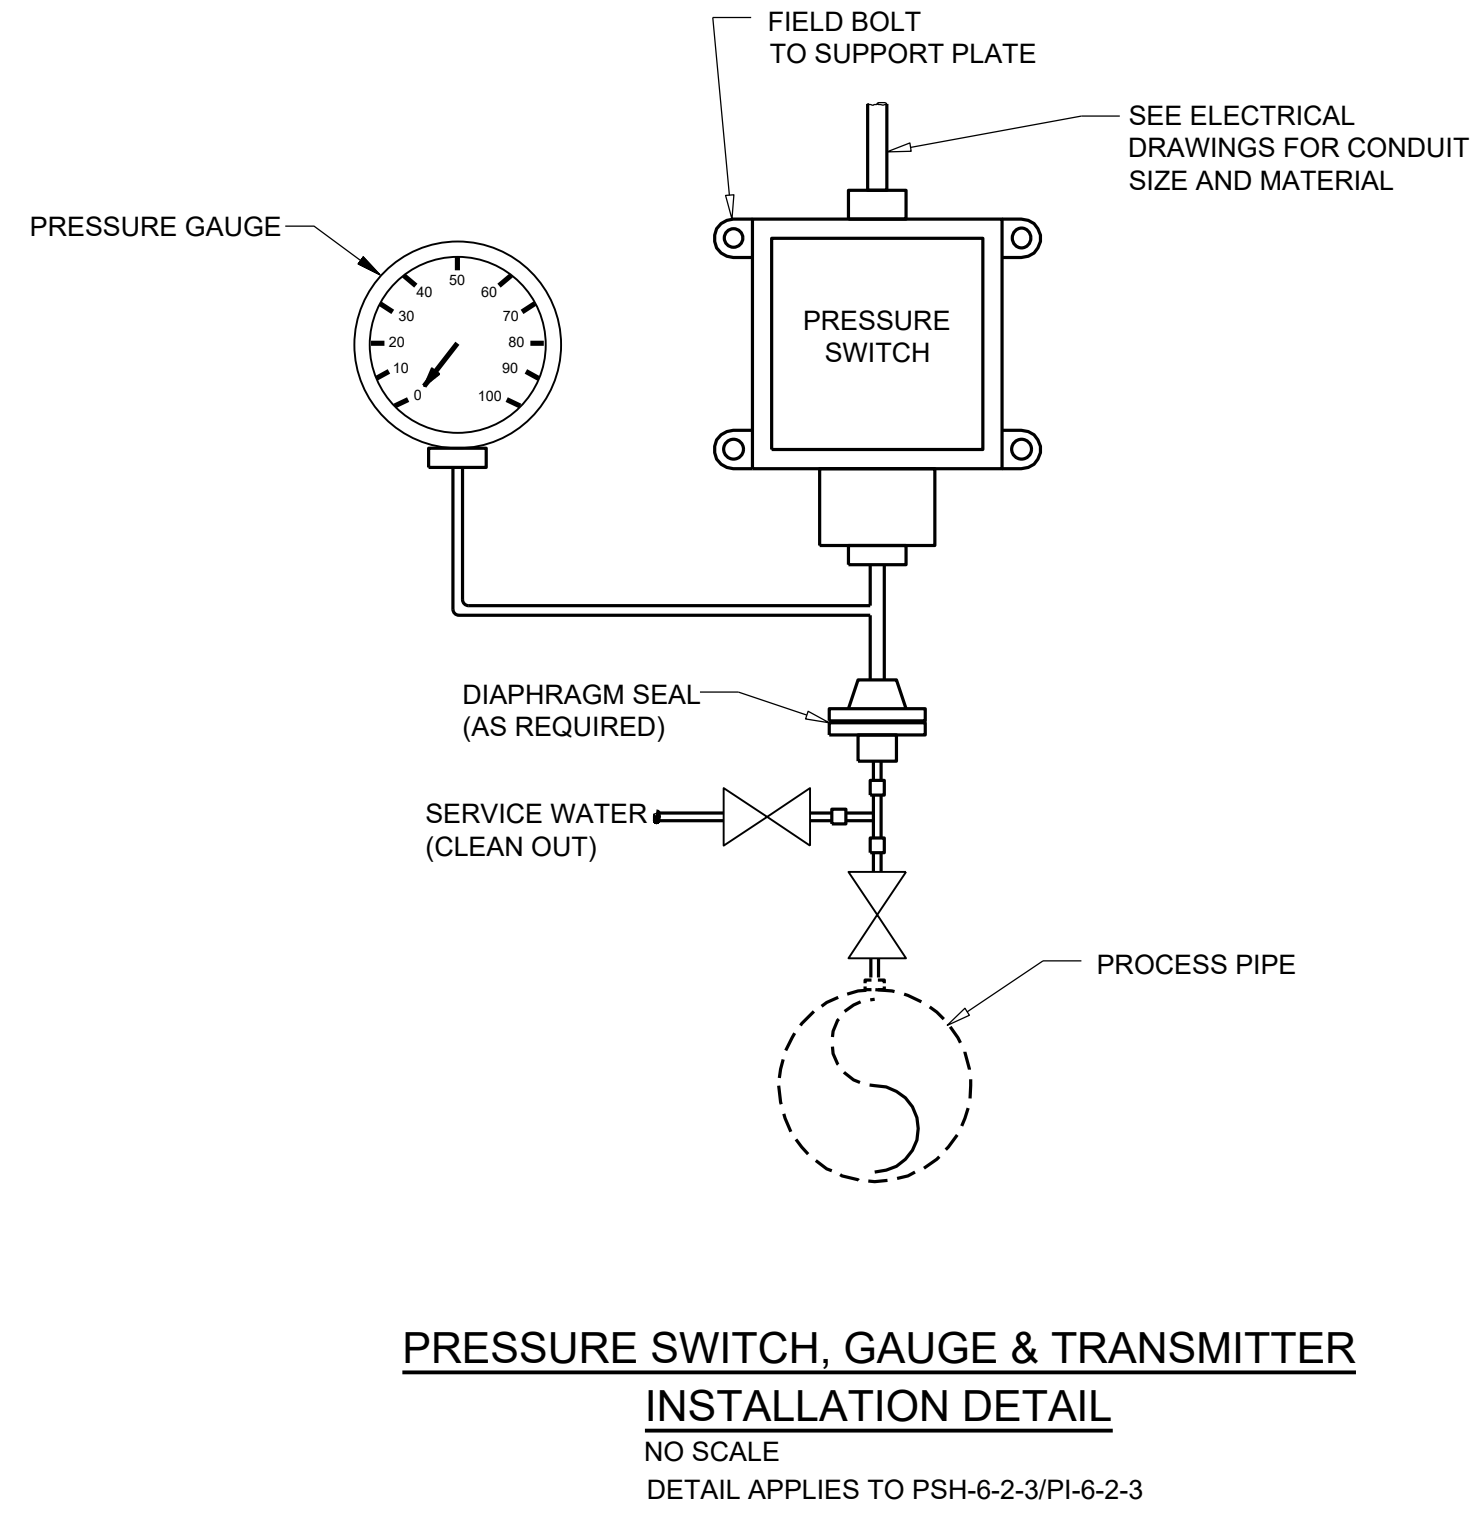 FIELD BOLT
TO SUPPORT PLATE
SEE ELECTRICAL
DRAWINGS FOR CONDUIT
SIZE AND MATERIAL
PRESSURE GAUGE
50
40
60
30
70
20
80
10
90
0
100
PRESSURE
SWITCH
DIAPHRAGM SEAL
(AS REQUIRED)
SERVICE WATER
(CLEAN OUT)
PROCESS PIPE
PRESSURE SWITCH, GAUGE & TRANSMITTER
INSTALLATION DETAIL
NO SCALE
DETAIL APPLIES TO PSH-6-2-3/PI-6-2-3